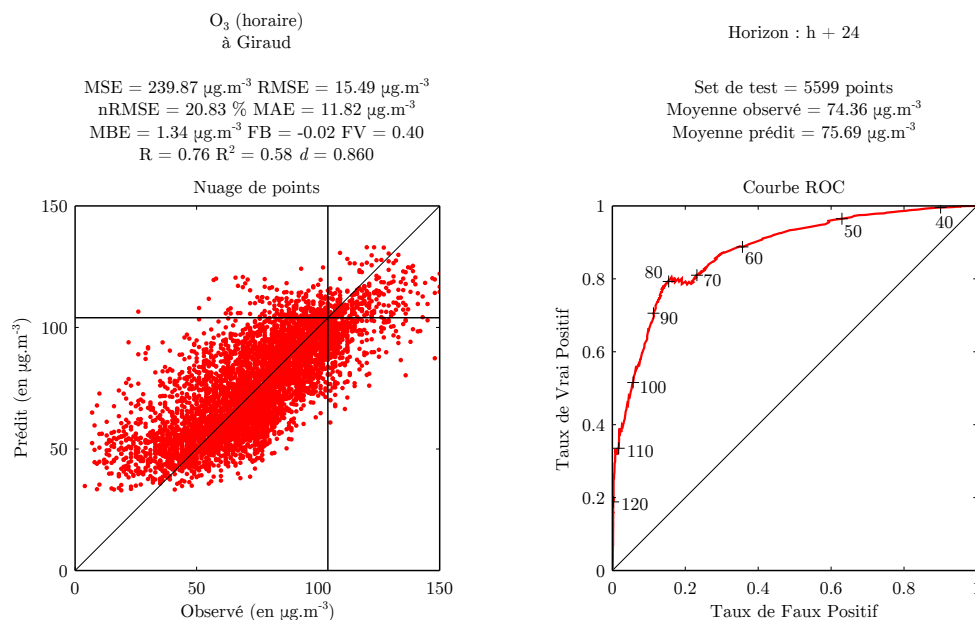 O₃ (horaire)
à Giraud
MSE = 239.87 µg.m⁻³ RMSE = 15.49 µg.m⁻³
nRMSE = 20.83 % MAE = 11.82 µg.m⁻³
MBE = 1.34 µg.m⁻³ FB = -0.02 FV = 0.40
R = 0.76 R² = 0.58 d = 0.860
Horizon : h + 24
Set de test = 5599 points
Moyenne observé = 74.36 µg.m⁻³
Moyenne prédit = 75.69 µg.m⁻³
Nuage de points
150
100
50
0
0 50 100 150
Prédit (en µg.m⁻³)
Observé (en µg.m⁻³)
Courbe ROC
1
0.8
0.6
0.4
0.2
0
0 0.2 0.4 0.6 0.8 1
Taux de Vrai Positif
Taux de Faux Positif
40
50
60
70
80
90
100
110
120